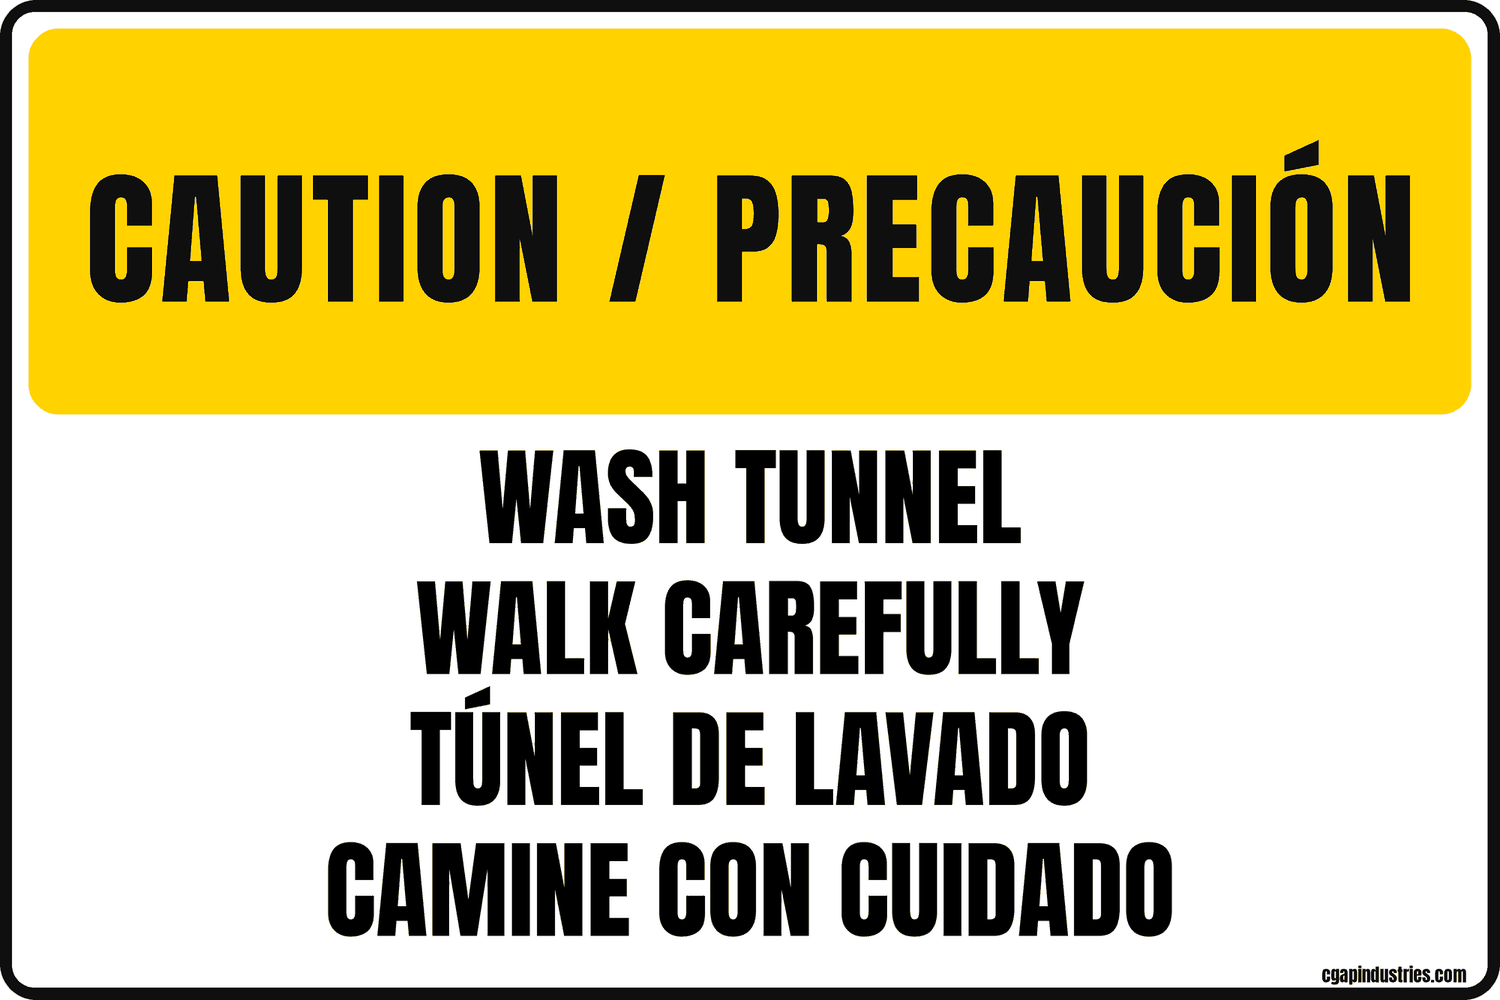 CAUTION / PRECAUCIÓN
WASH TUNNEL
WALK CAREFULLY
TÚNEL DE LAVADO
CAMINE CON CUIDADO
cgapindustries.com